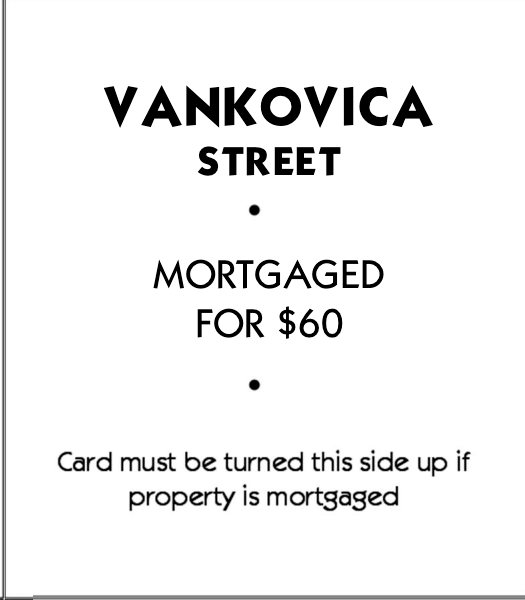 VANKOVICA
STREET
•
MORTGAGED
FOR $60
•
Card must be turned this side up if
property is mortgaged